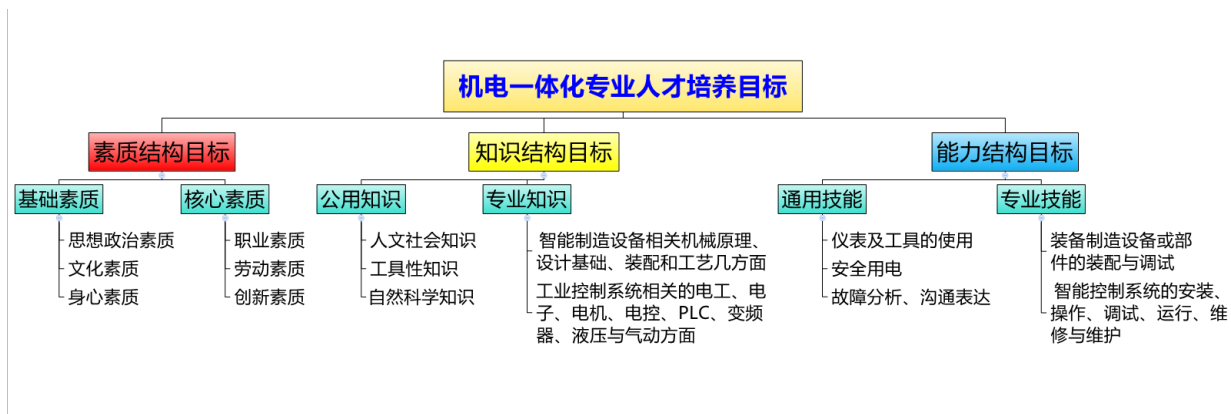 机电一体化专业人才培养目标
素质结构目标
知识结构目标
能力结构目标
基础素质
核心素质
公用知识
专业知识
通用技能
专业技能
思想政治素质
文化素质
身心素质
职业素质
劳动素质
创新素质
人文社会知识
工具性知识
自然科学知识
智能制造设备相关机械原理、
设计基础、装配和工艺几方面
工业控制系统相关的电工、电
子、电机、电控、PLC、变频
器、液压与气动方面
仪表及工具的使用
安全用电
故障分析、沟通表达
装备制造设备或部
件的装配与调试
智能控制系统的安装、
操作、调试、运行、维
修与维护